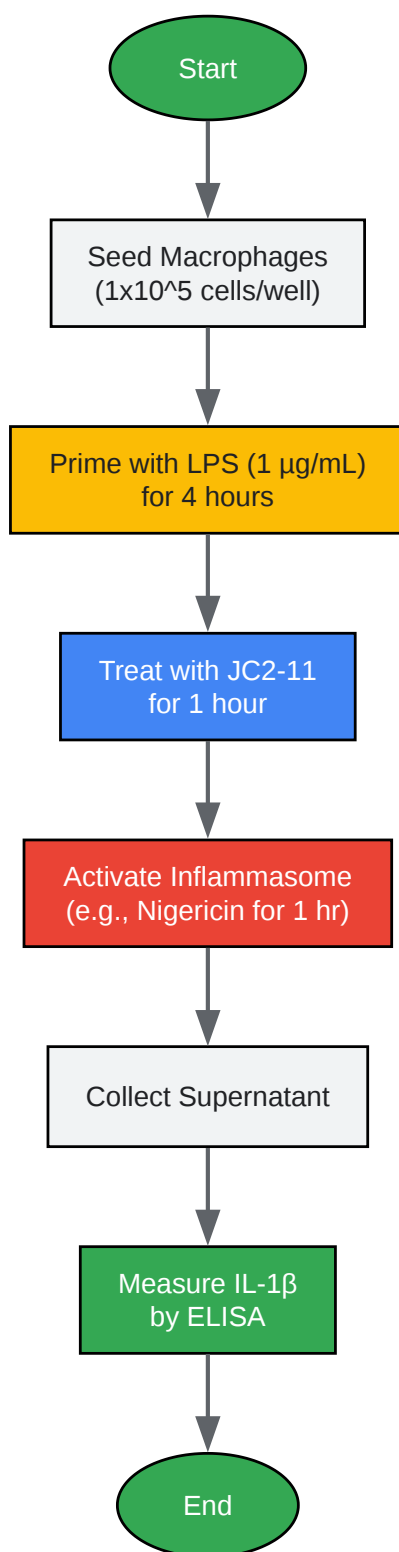 Start
Seed Macrophages
(1x10^5 cells/well)
Prime with LPS (1 µg/mL)
for 4 hours
Treat with JC2-11
for 1 hour
Activate Inflammasome
(e.g., Nigericin for 1 hr)
Collect Supernatant
Measure IL-1β
by ELISA
End